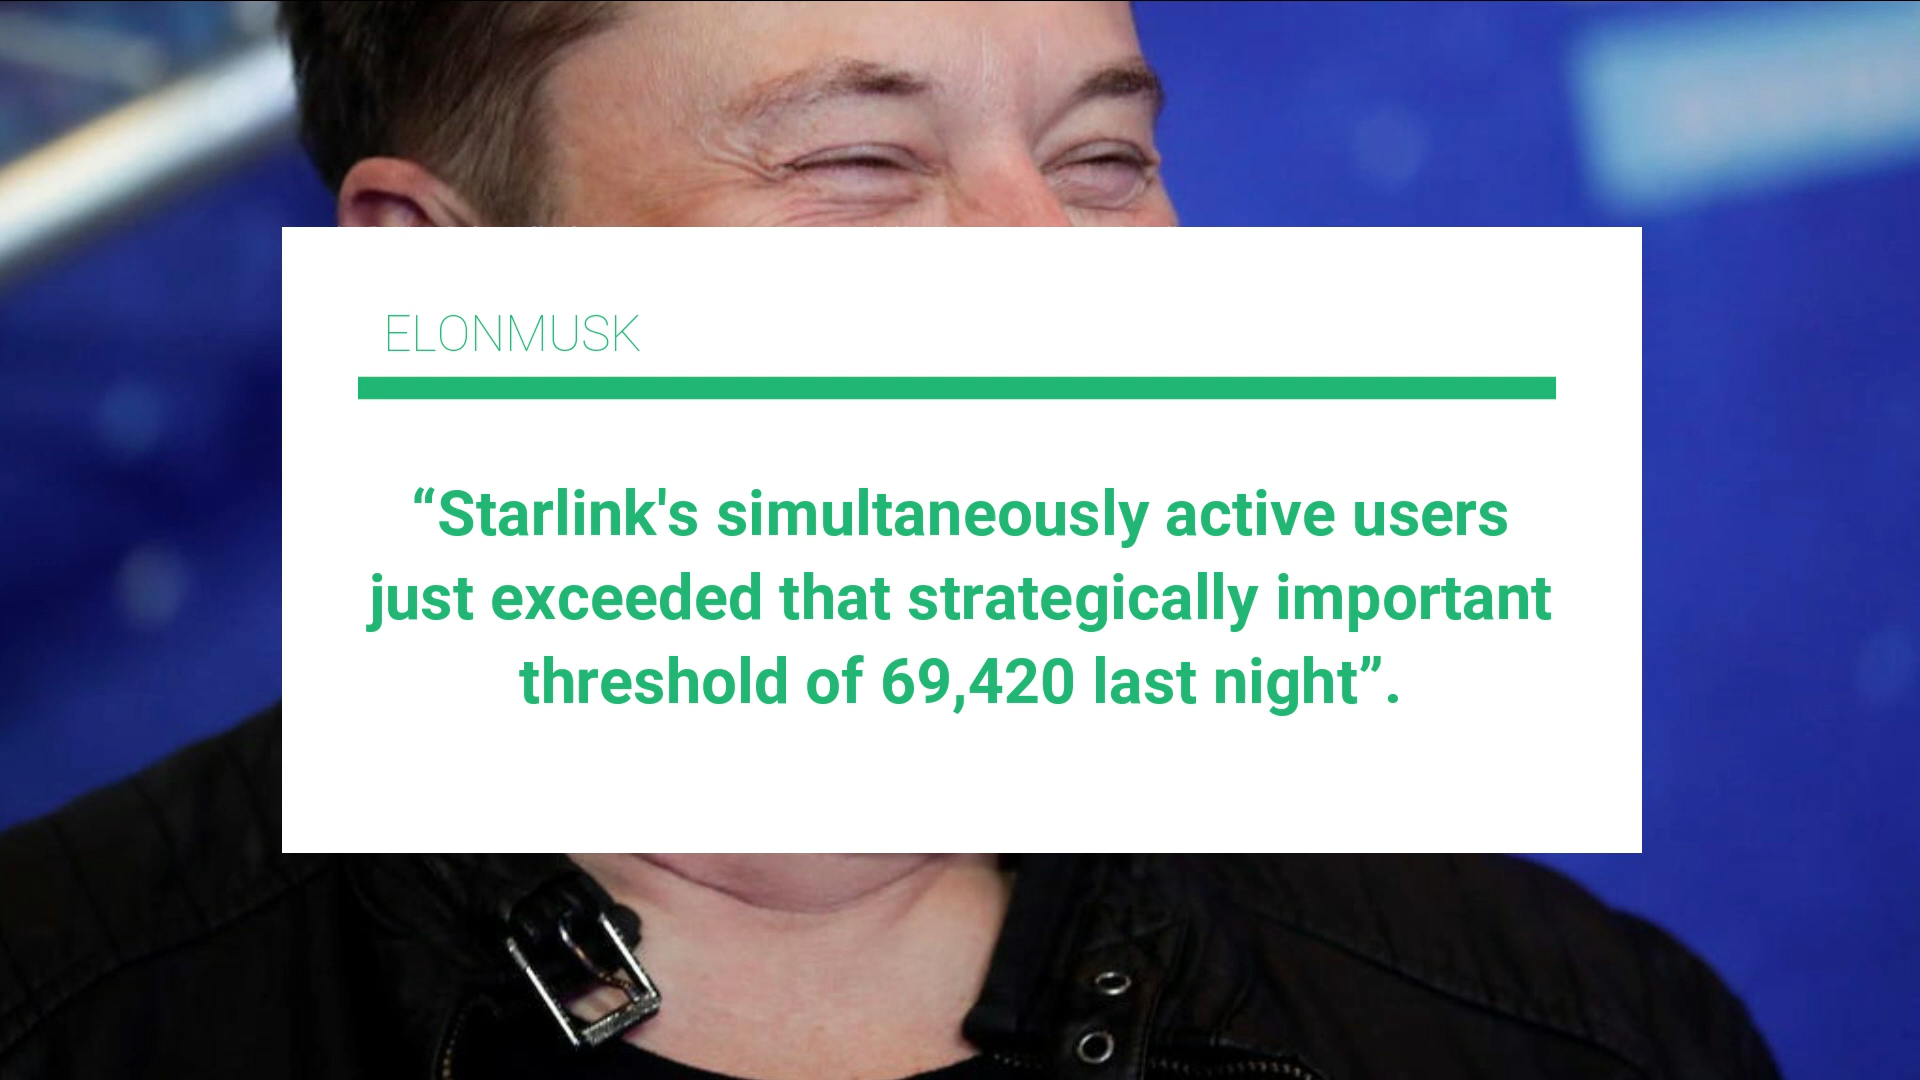 ELONMUSK
“Starlink's simultaneously active users
just exceeded that strategically important
threshold of 69,420 last night”.